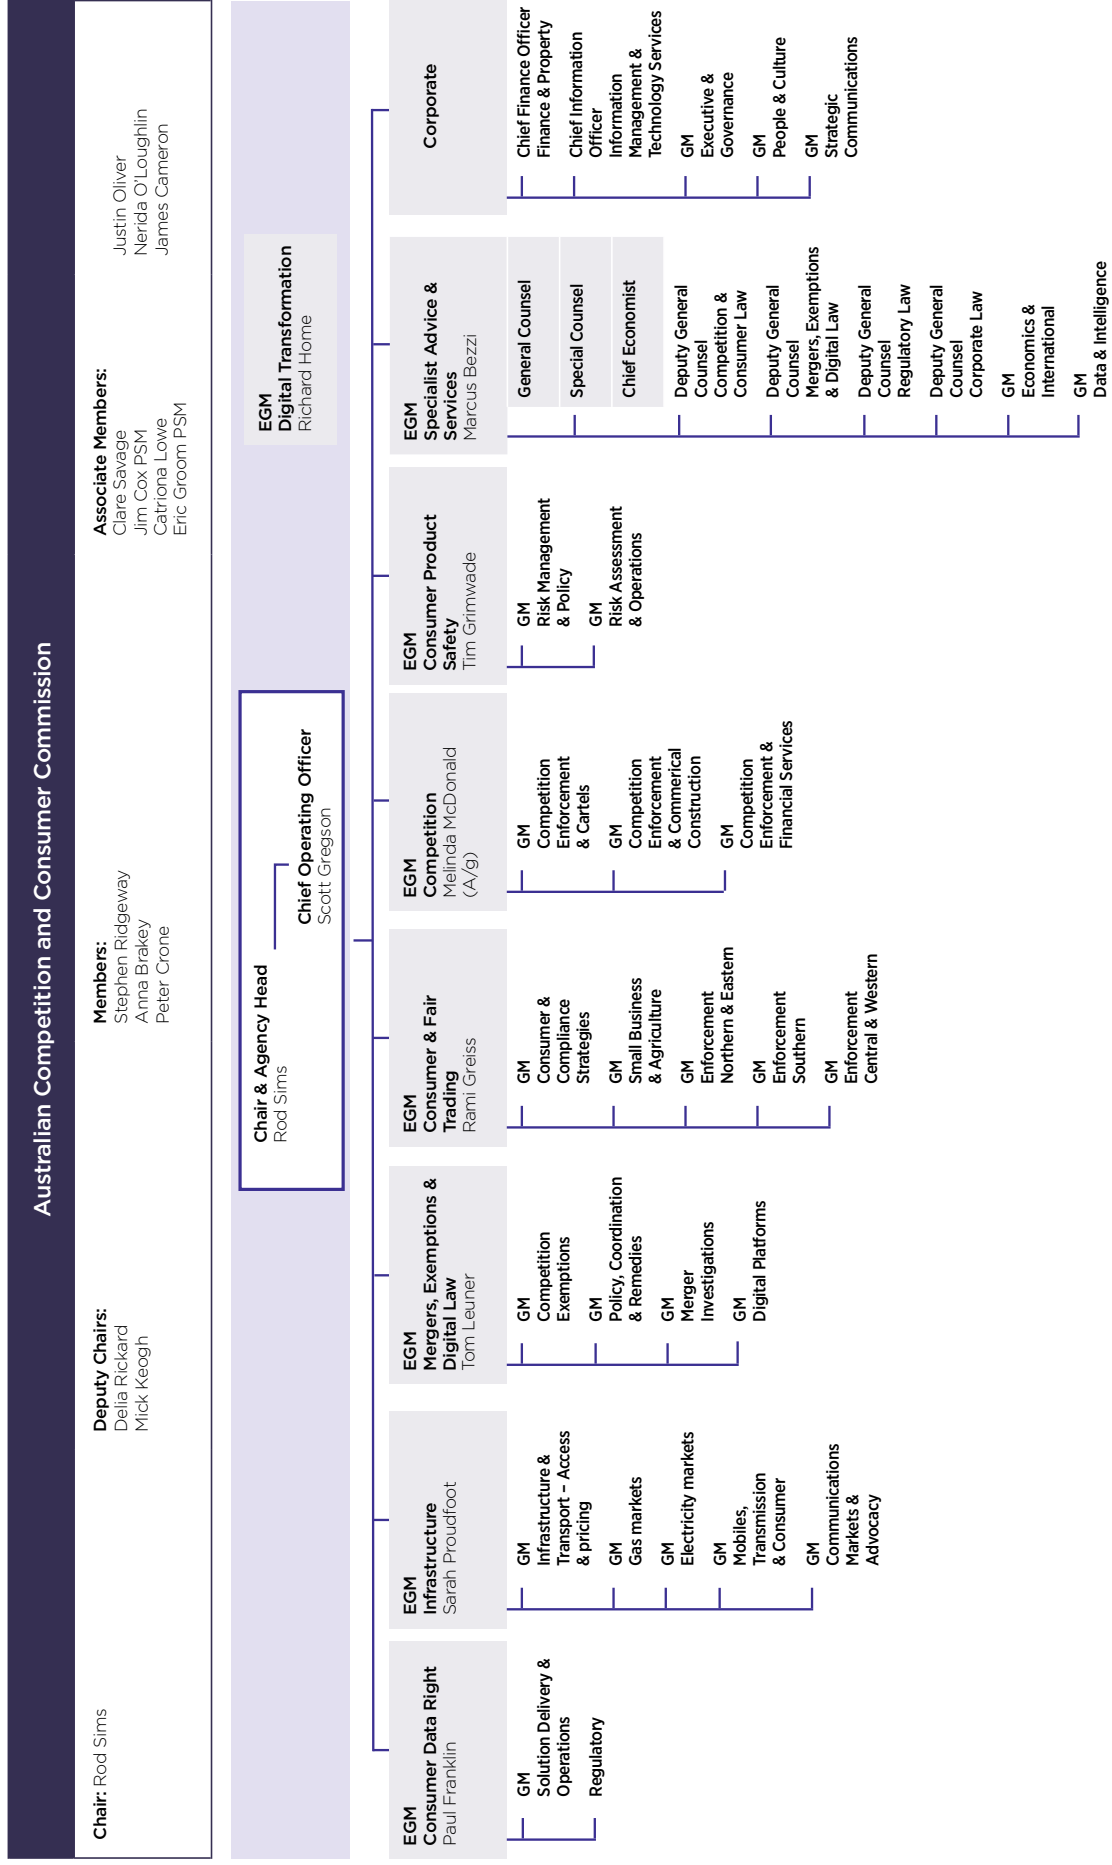 Australian Competition and Consumer Commission
Chair: Rod Sims
Deputy Chairs:
Delia Rickard
Mick Keogh
Members:
Stephen Ridgeway
Anna Brakey
Peter Crone
Associate Members:
Clare Savage
Jim Cox PSM
Catriona Lowe
Eric Groom PSM
Justin Oliver
Nerida O'Loughlin
James Cameron
Chair & Agency Head
Rod Sims
Chief Operating Officer
Scott Gregson
EGM
Digital Transformation
Richard Home
EGM
Consumer Data Right
Paul Franklin
GM
Solution Delivery &
Operations
Regulatory
EGM
Infrastructure
Sarah Proudfoot
GM
Infrastructure &
Transport – Access
& pricing
GM
Gas markets
GM
Electricity markets
GM
Mobiles,
Transmission
& Consumer
GM
Communications
Markets &
Advocacy
EGM
Mergers, Exemptions &
Digital Law
Tom Leuner
GM
Competition
Exemptions
GM
Policy, Coordination
& Remedies
GM
Merger
Investigations
GM
Digital Platforms
EGM
Consumer & Fair
Trading
Rami Greiss
GM
Consumer &
Compliance
Strategies
GM
Small Business
& Agriculture
GM
Enforcement
Northern & Eastern
GM
Enforcement
Southern
GM
Enforcement
Central & Western
EGM
Competition
Melinda McDonald
(A/g)
GM
Competition
Enforcement
& Cartels
GM
Competition
Enforcement
& Commerical
Construction
GM
Competition
Enforcement &
Financial Services
EGM
Consumer Product
Safety
Tim Grimwade
GM
Risk Management
& Policy
GM
Risk Assessment
& Operations
EGM
Specialist Advice &
Services
Marcus Bezzi
General Counsel
Special Counsel
Chief Economist
Deputy General
Counsel
Competition &
Consumer Law
Deputy General
Counsel
Mergers, Exemptions
& Digital Law
Deputy General
Counsel
Regulatory Law
Deputy General
Counsel
Corporate Law
GM
Economics &
International
GM
Data & Intelligence
Corporate
Chief Finance Officer
Finance & Property
Chief Information
Officer
Information
Management &
Technology Services
GM
Executive &
Governance
GM
People & Culture
GM
Strategic
Communications